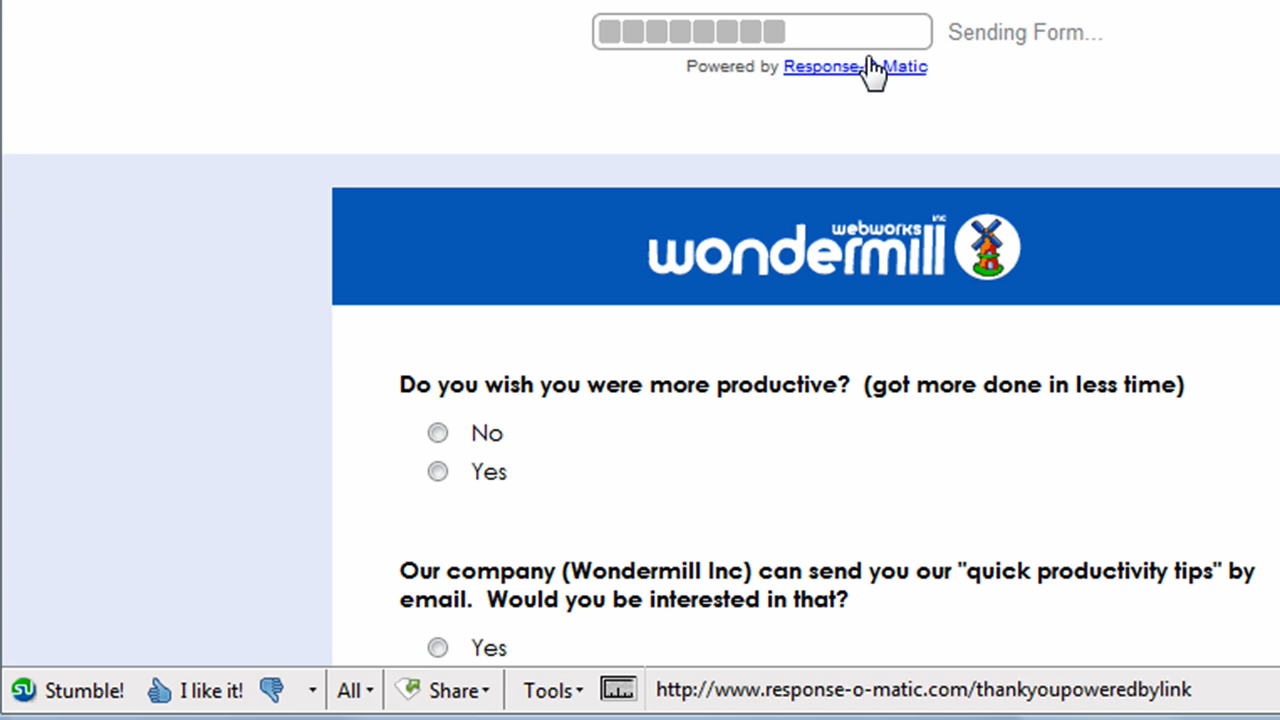 Sending Form...
Powered by Response-O-Matic
webworks inc
wondermill
Do you wish you were more productive?  (got more done in less time)
No
Yes
Our company (Wondermill Inc) can send you our "quick productivity tips" by
email.  Would you be interested in that?
Yes
Stumble! I like it! All Share Tools http://www.response-o-matic.com/thankyoupoweredbylink